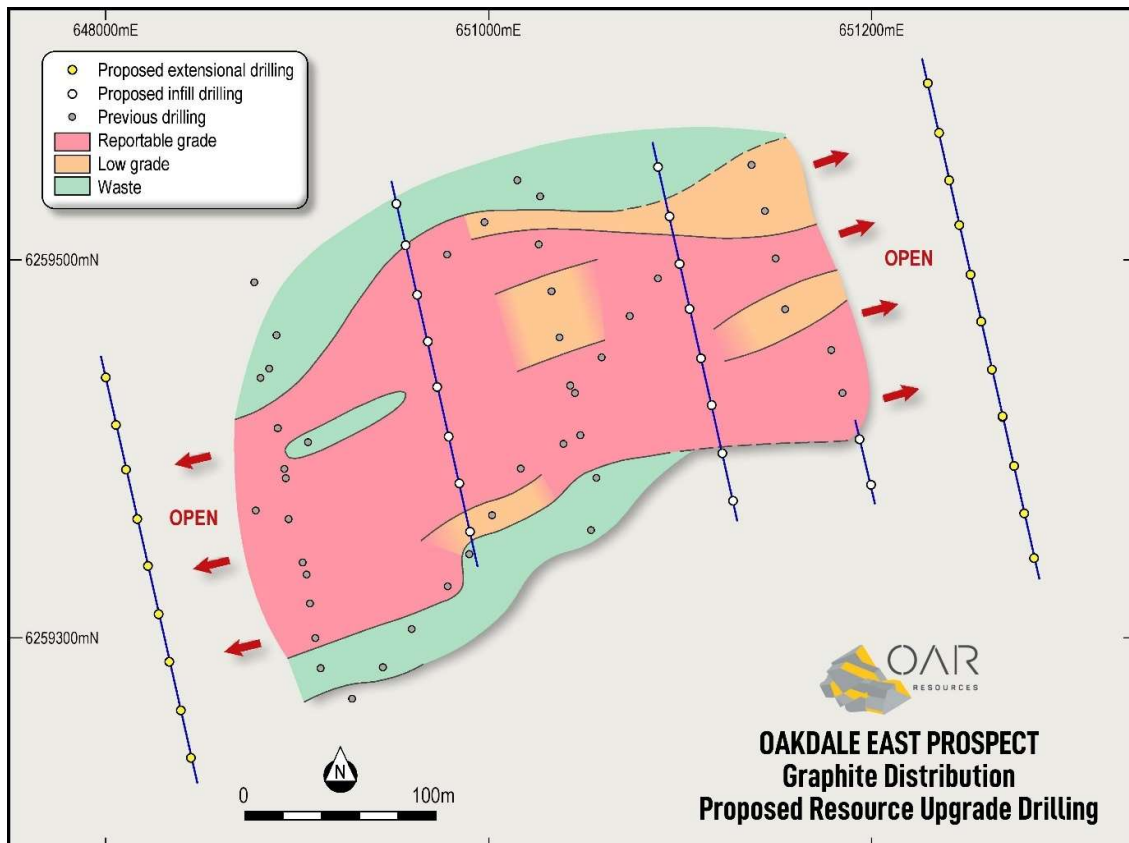 648000mE
651000mE
651200mE
Proposed extensional drilling
Proposed infill drilling
Previous drilling
Reportable grade
Low grade
Waste
6259500mN
OPEN
OPEN
6259300mN
N
0
100m
OAR
RESOURCES
OAKDALE EAST PROSPECT
Graphite Distribution
Proposed Resource Upgrade Drilling